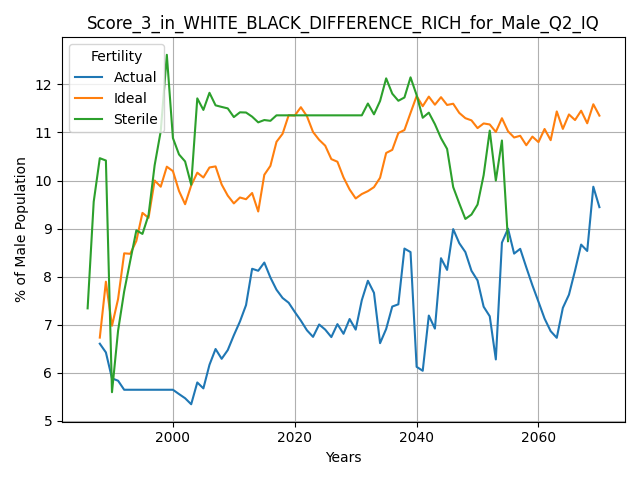 Score_3_in_WHITE_BLACK_DIFFERENCE_RICH_for_Male_Q2_IQ
Fertility
Actual
Ideal
Sterile
% of Male Population
12
11
10
9
8
7
6
5
2000 2020 2040 2060
Years